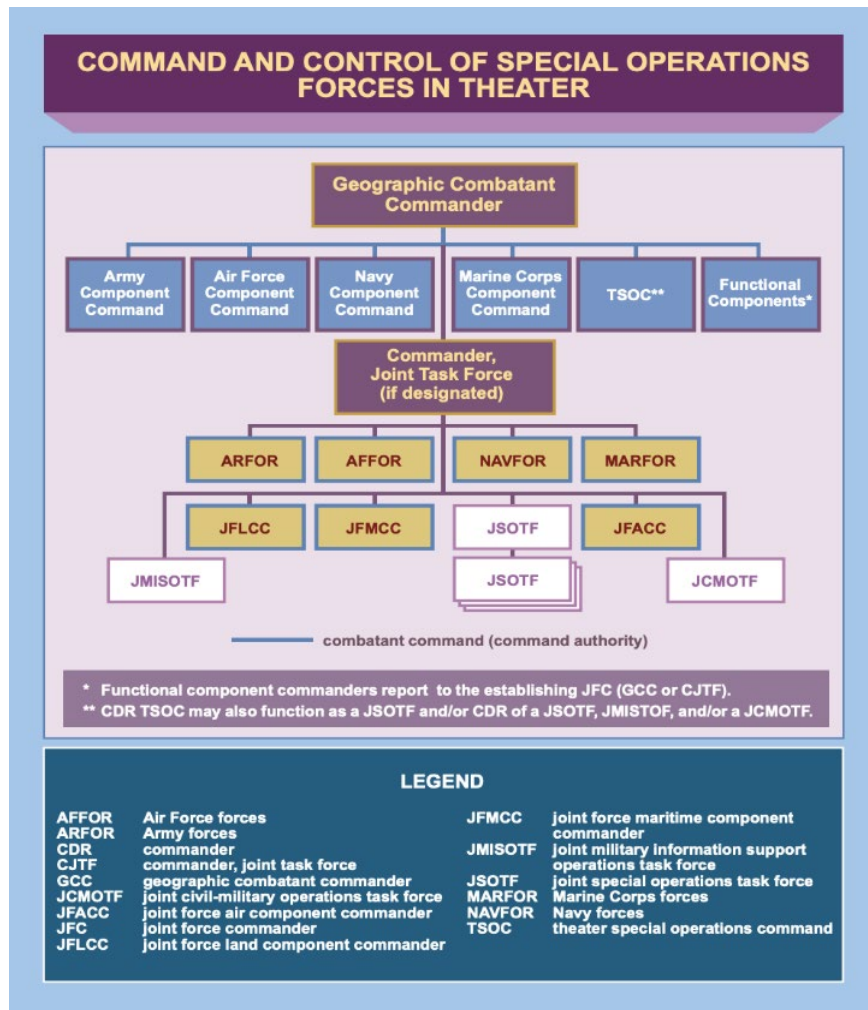 COMMAND AND CONTROL OF SPECIAL OPERATIONS
FORCES IN THEATER
Geographic Combatant
Commander
Army
Component
Command
Air Force
Component
Command
Navy
Component
Command
Marine Corps
Component
Command
TSOC**
Functional
Components*
Commander,
Joint Task Force
(if designated)
ARFOR
AFFOR
NAVFOR
MARFOR
JFLCC
JFMCC
JSOTF
JFACC
JMISOTF
JSOTF
JCMOTF
combatant command (command authority)
* Functional component commanders report to the establishing JFC (GCC or CJTF).
** CDR TSOC may also function as a JSOTF and/or CDR of a JSOTF, JMISTOF, and/or a JCMOTF.
LEGEND
AFFOR Air Force forces
ARFOR Army forces
CDR commander
CJTF commander, joint task force
GCC geographic combatant commander
JCMOTF joint civil-military operations task force
JFACC joint force air component commander
JFC joint force commander
JFLCC joint force land component commander
JFMCC joint force maritime component
commander
JMISOTF joint military information support
operations task force
JSOTF joint special operations task force
MARFOR Marine Corps forces
NAVFOR Navy forces
TSOC theater special operations command